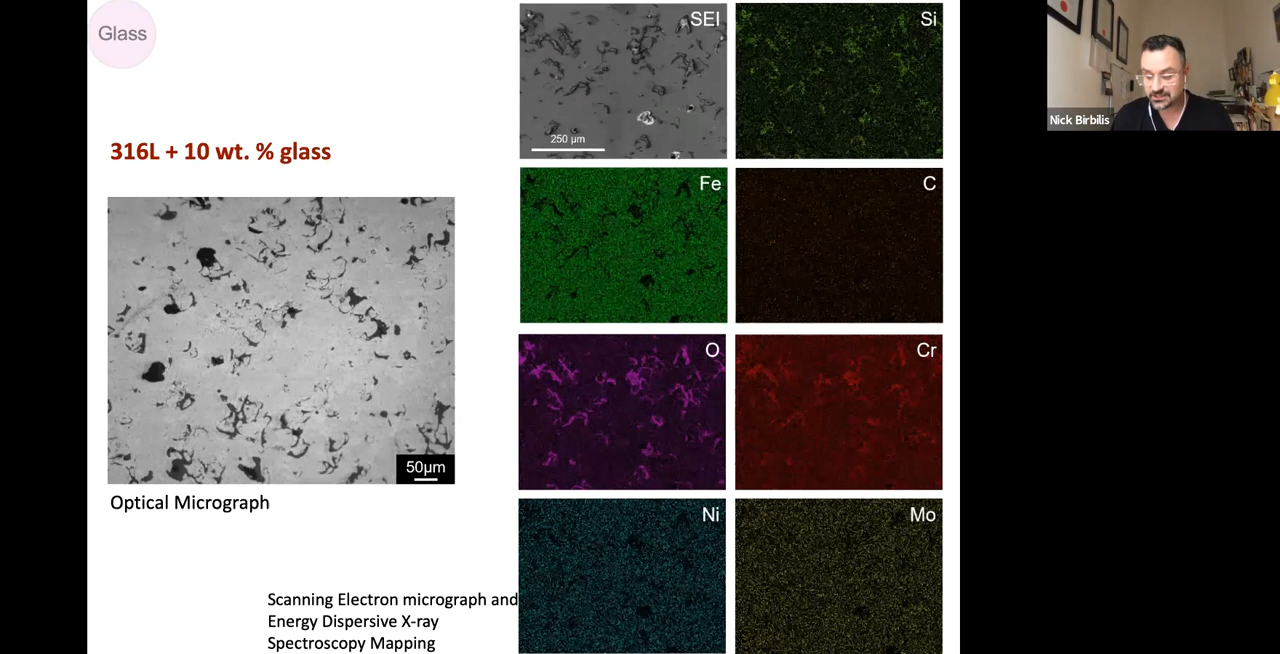 Glass
316L + 10 wt. % glass
50µm
Optical Micrograph
Scanning Electron micrograph and
Energy Dispersive X-ray
Spectroscopy Mapping
SEI
250 µm
Si
Fe
C
O
Cr
Ni
Mo
Nick Birbilis